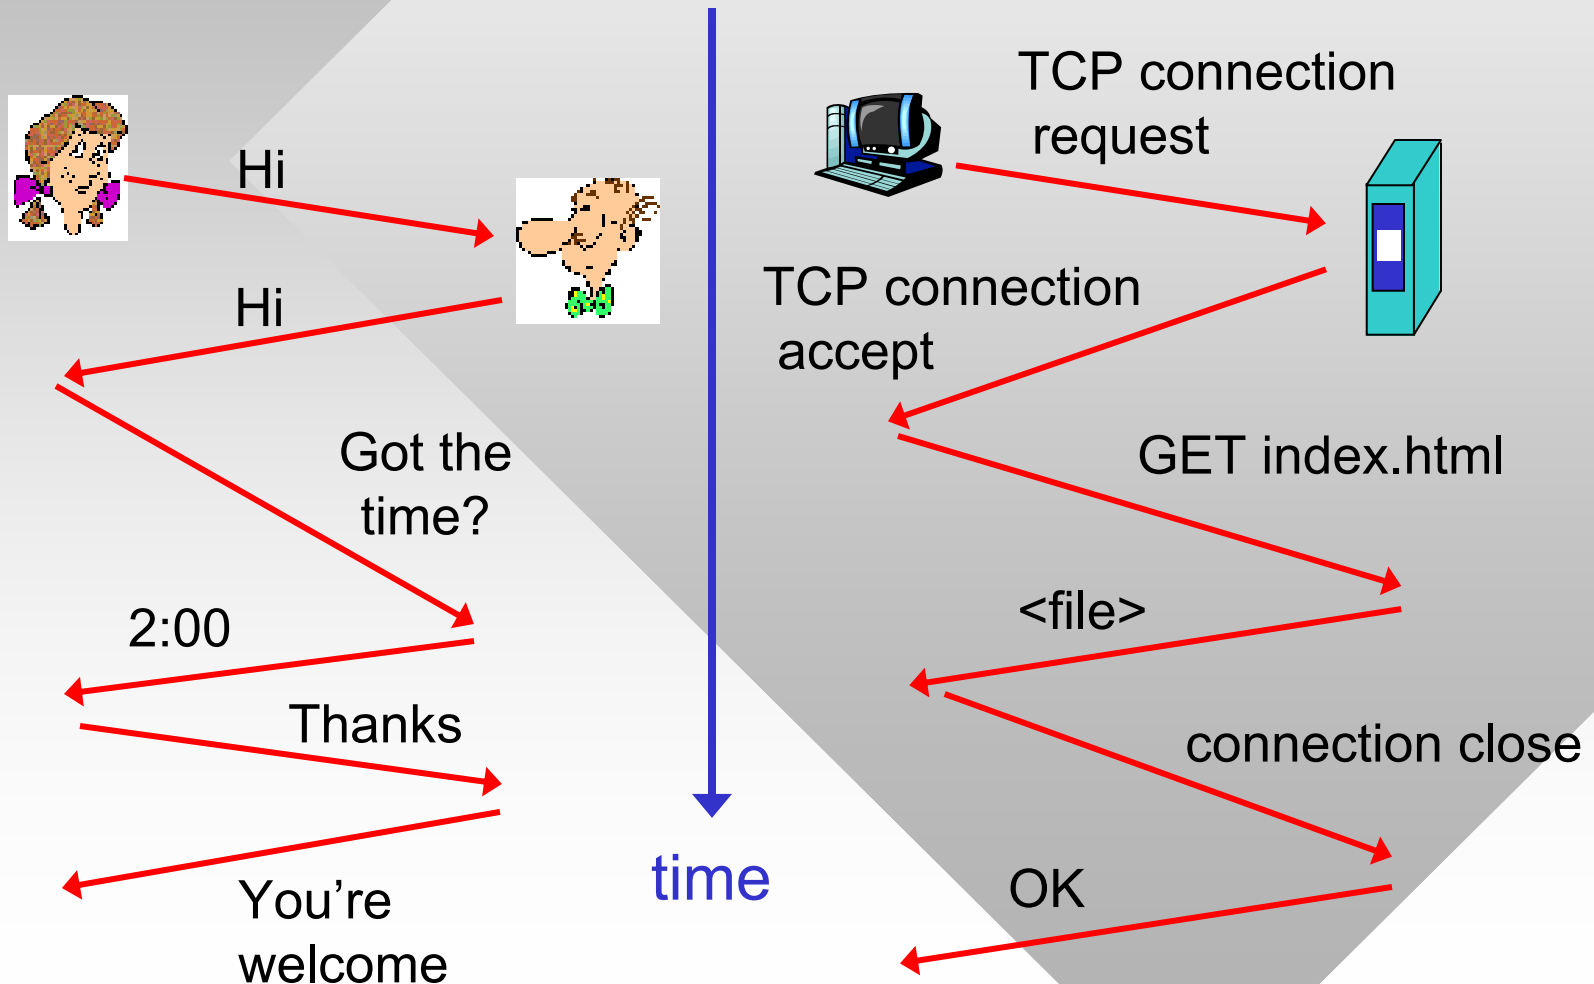 Hi
Hi
Got the
time?
2:00
Thanks
You’re
welcome
time
TCP connection
request
TCP connection
accept
GET index.html
<file>
connection close
OK